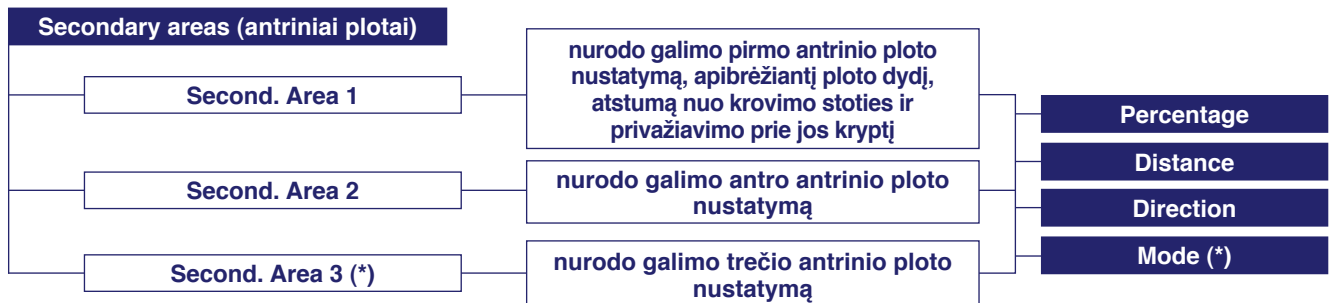 Secondary areas (antriniai plotai)
Second. Area 1
nurodo galimo pirmo antrinio ploto
nustatymą, apibrėžiantį ploto dydį,
atstumą nuo krovimo stoties ir
privažiavimo prie jos kryptį
Second. Area 2
nurodo galimo antro antrinio ploto
nustatymą
Second. Area 3 (*)
nurodo galimo trečio antrinio ploto
nustatymą
Percentage
Distance
Direction
Mode (*)